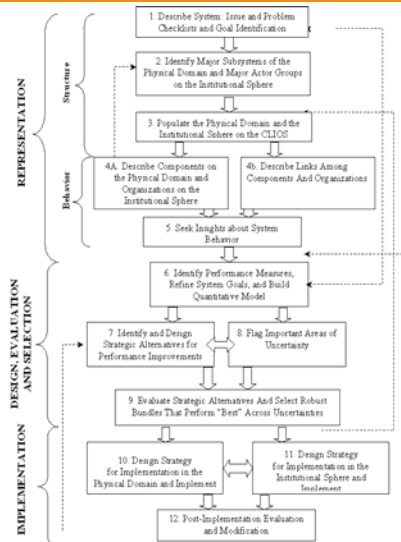 1. Describe System: Issue and Problem
Checklists and Goal Identification
2. Identify Major Subsystems of the
Physical Domain and Major Actor Groups
on the Institutional Sphere
3. Populate the Physical Domain and the
Institutional Sphere on the CLIOS
4A. Describe Components
on the Physical Domain and
Organizations on the
Institutional Sphere
4b. Describe Links Among
Components And Organizations
5. Seek Insights about System
Behavior
6. Identify Performance Measures,
Refine System Goals, and Build
Quantitative Model
7. Identify and Design
Strategic Alternatives for
Performance Improvements
8. Flag Important Areas of
Uncertainty
9. Evaluate Strategic Alternatives And Select Robust
Bundles That Perform "Best" Across Uncertainties
10. Design Strategy
for Implementation in the
Physical Domain and Implement
11. Design Strategy
for Implementation in the
Institutional Sphere and
Implement
12. Post-Implementation Evaluation
and Modification
REPRESENTATION
Structure
Behavior
DESIGN, EVALUATION
AND SELECTION
IMPLEMENTATION